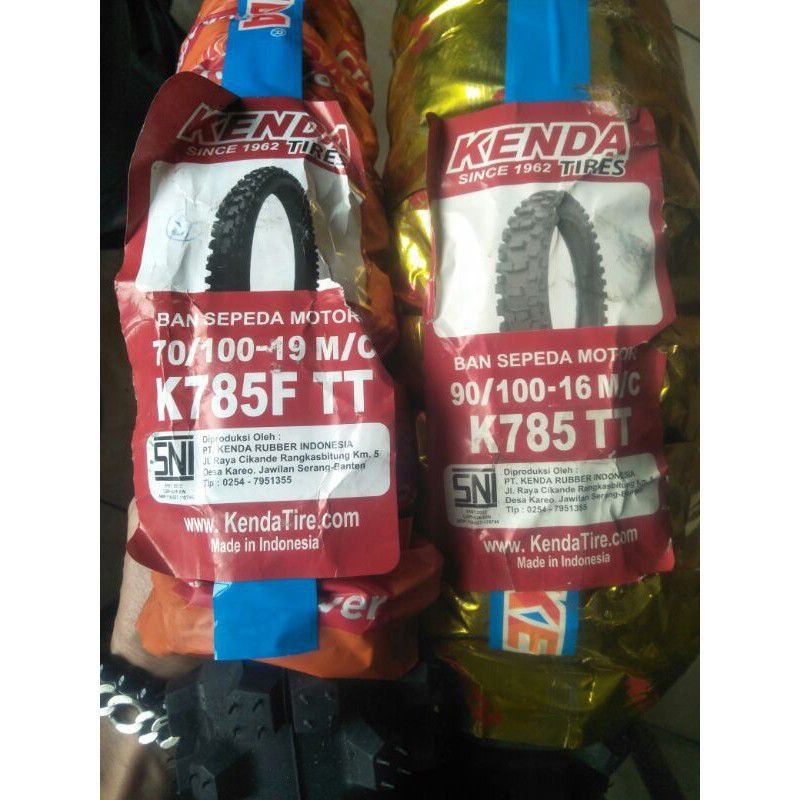 KENDA
SINCE 1962 TIRES
BAN SEPEDA MOTOR
70/100-19 M/C
K785F TT
SNI
Diproduksi Oleh :
PT. KENDA RUBBER INDONESIA
Jl. Raya Cikande Rangkasbitung Km. 5
Desa Kareo, Jawilan Serang-Banten
Tlp : 0254 - 7951355
www. KendaTire.com
Made in Indonesia
ver
KENDA
SINCE 1962 TIRES
BAN SEPEDA MOTOR
90/100-16 M/C
K785 TT
SNI
Diproduksi Oleh :
PT. KENDA RUBBER INDONESIA
Jl. Raya Cikande Rangkasbitung Km. 5
Desa Kareo, Jawilan Serang-Banten
Tlp : 0254 - 7951355
www. KendaTire.com
Made in Indonesia